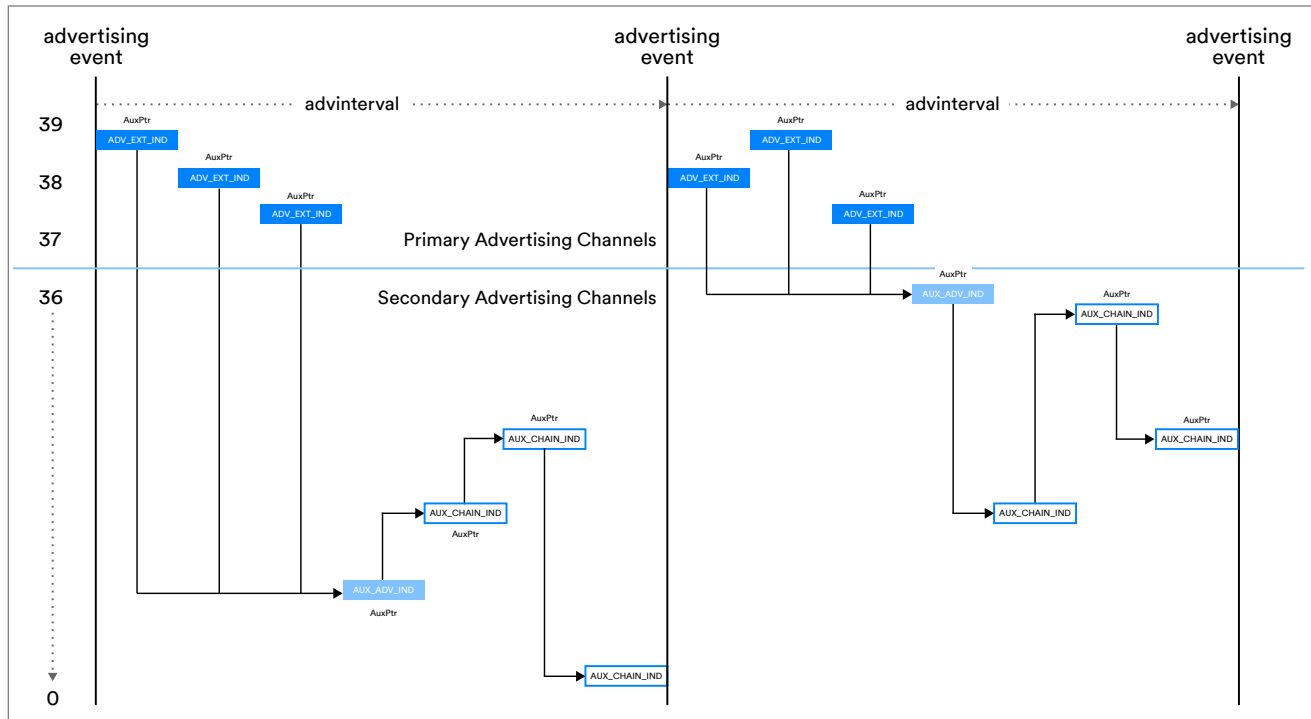 advertising
event
advertising
event
advertising
event
advinterval
advinterval
39
AuxPtr
ADV_EXT_IND
AuxPtr
ADV_EXT_IND
38
AuxPtr
ADV_EXT_IND
AuxPtr
ADV_EXT_IND
AuxPtr
ADV_EXT_IND
ADV_EXT_IND
37
Primary Advertising Channels
36
Secondary Advertising Channels
AuxPtr
AUX_ADV_IND
AuxPtr
AUX_CHAIN_IND
AuxPtr
AUX_CHAIN_IND
AuxPtr
AUX_CHAIN_IND
AUX_CHAIN_IND
AuxPtr
AUX_CHAIN_IND
AUX_ADV_IND
AuxPtr
AUX_CHAIN_IND
0